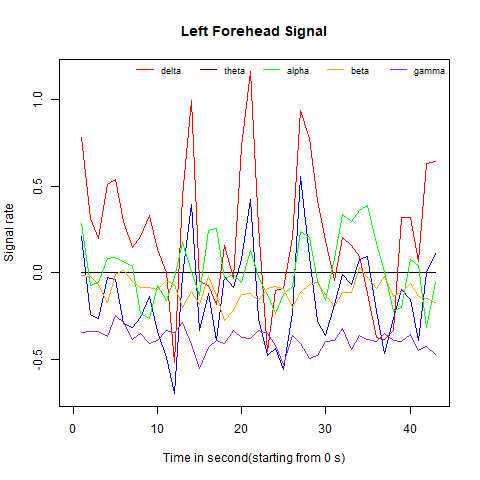 Left Forehead Signal
delta theta alpha beta gamma
Signal rate
1.0
0.5
0.0
-0.5
0 10 20 30 40
Time in second(starting from 0 s)